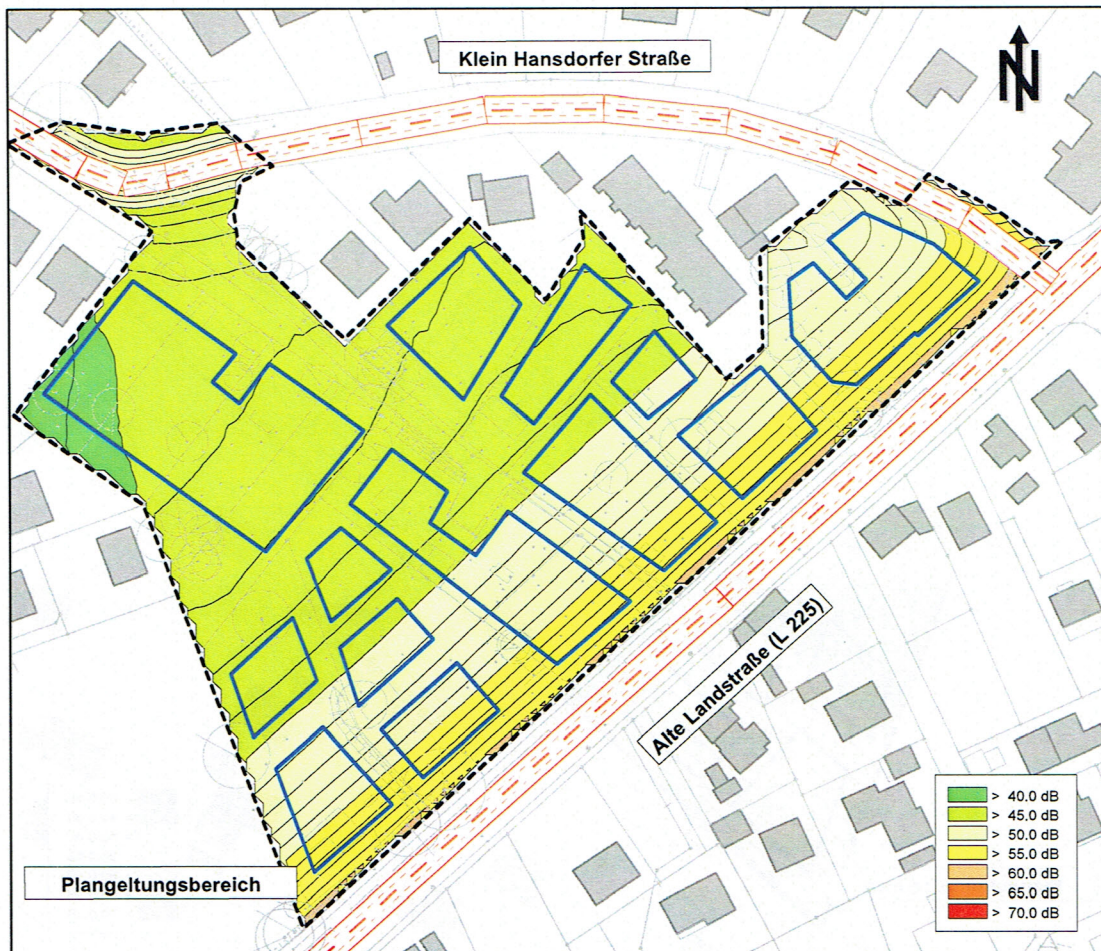 Klein Hansdorfer Straße
N
Alte Landstraße (L 225)
Plangeltungsbereich
> 40.0 dB
> 45.0 dB
> 50.0 dB
> 55.0 dB
> 60.0 dB
> 65.0 dB
> 70.0 dB